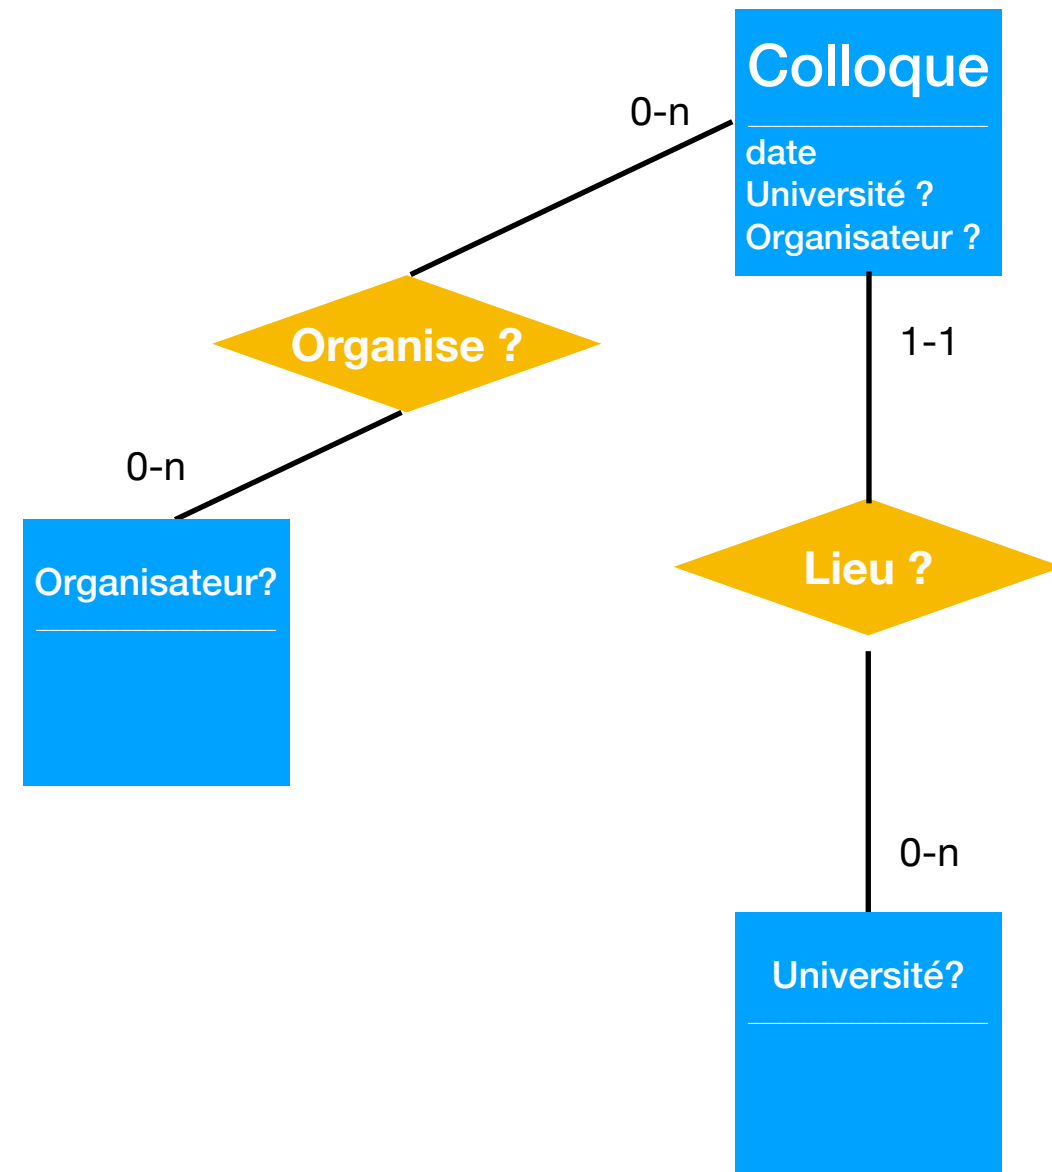 Colloque
date
Université ?
Organisateur ?
0-n
Organise ?
1-1
0-n
Organisateur?
Lieu ?
0-n
Université?